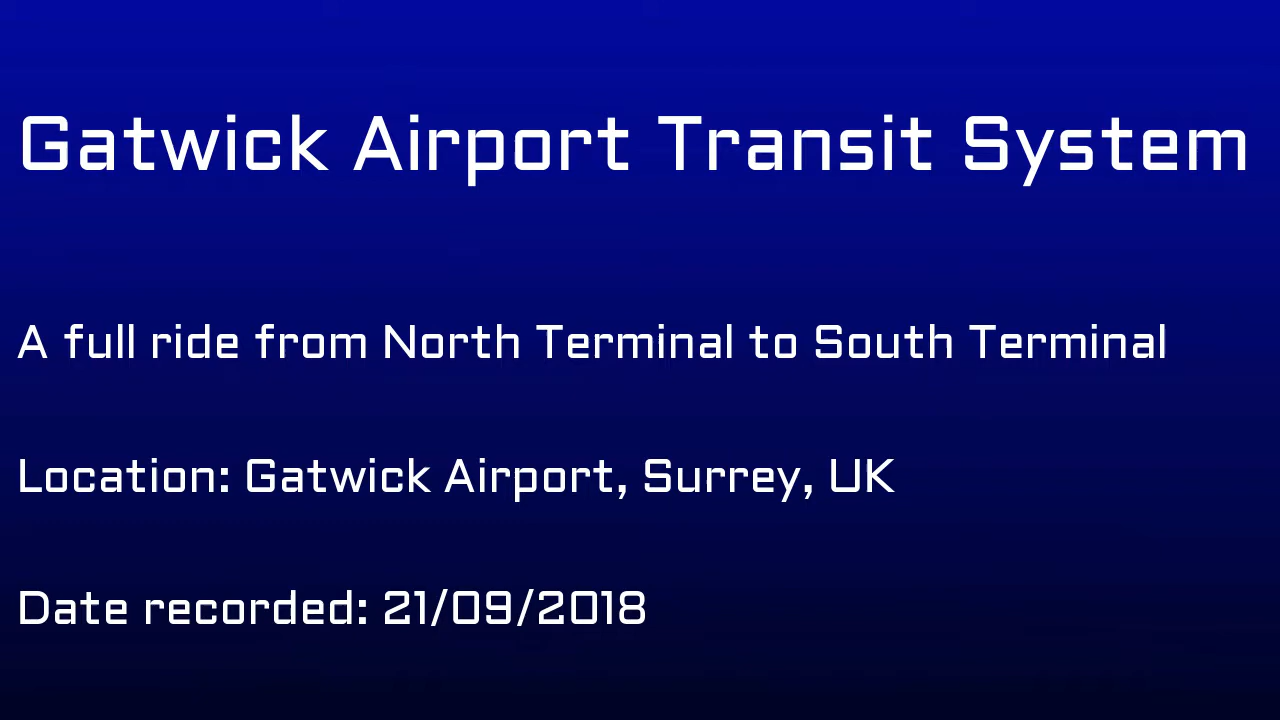 Gatwick Airport Transit System
A full ride from North Terminal to South Terminal
Location: Gatwick Airport, Surrey, UK
Date recorded: 21/09/2018